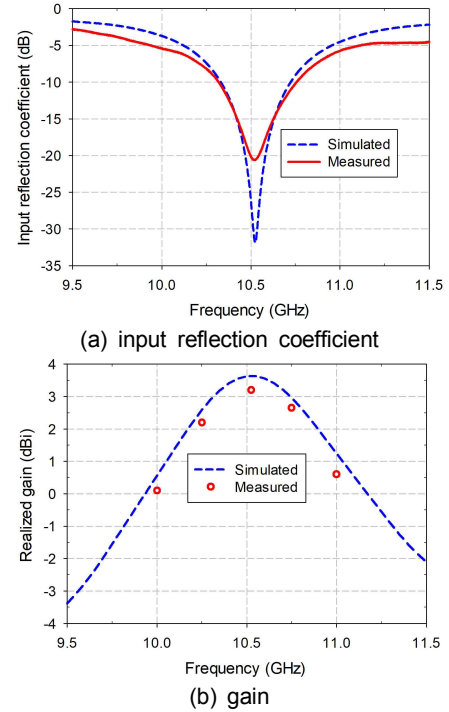 0
-5
-10
-15
-20
-25
-30
-35
Input reflection coefficient (dB)
Simulated
Measured
9.5 10.0 10.5 11.0 11.5
Frequency (GHz)
(a) input reflection coefficient
4
3
2
1
0
-1
-2
-3
-4
Realized gain (dBi)
Simulated
Measured
9.5 10.0 10.5 11.0 11.5
Frequency (GHz)
(b) gain